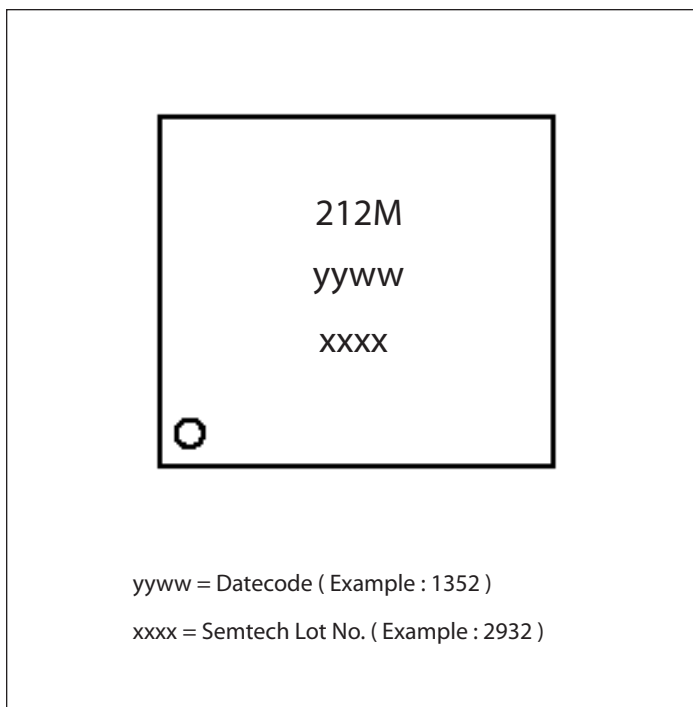 212M
yyww
xxxx
yyww = Datecode ( Example : 1352 )
xxxx = Semtech Lot No. ( Example : 2932 )